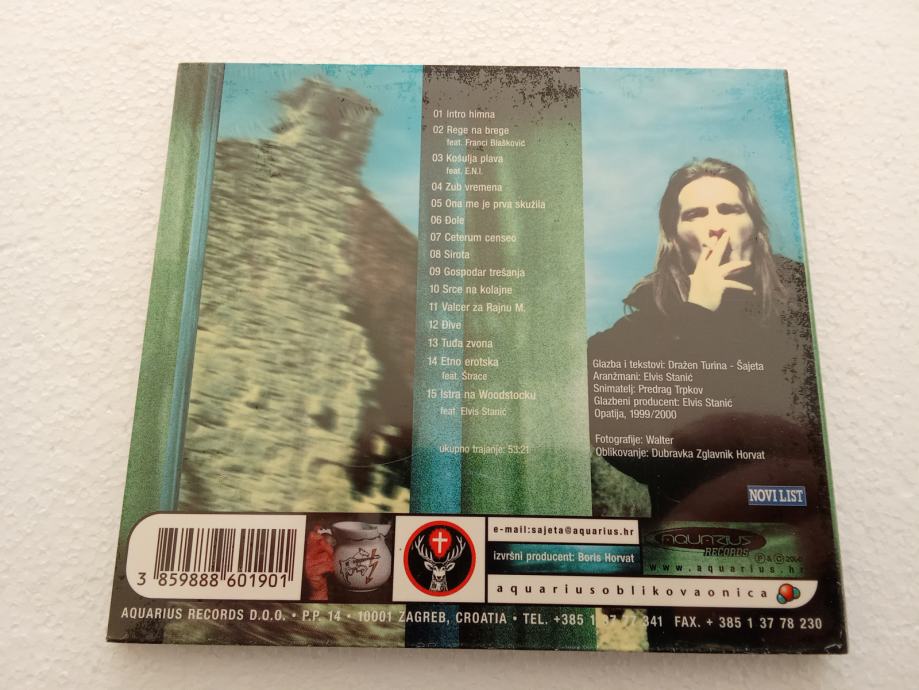 01 Intro himna
02 Rege na brege
feat. Franci Blašković
03 Košulja plava
feat. E.N.I.
04 Zub vremena
05 Ona me je prva skužila
06 Đole
07 Ceterum censeo
08 Sirota
09 Gospodar trešanja
10 Srce na kolajne
11 Valcer za Rajnu M.
12 Đive
13 Tuđa zvona
14 Etno erotska
feat. Štrace
15 Istra na Woodstocku
feat. Elvis Stanić
ukupno trajanje: 53:21
Glazba i tekstovi: Dražen Turina - Šajeta
Aranžmani: Elvis Stanić
Snimatelj: Predrag Trpkov
Glazbeni producent: Elvis Stanić
Opatija, 1999/2000
Fotografije: Walter
Oblikovanje: Dubravka Zglavnik Horvat
NOVI LIST
3 859888 601901
e-mail:sajeta@aquarius.hr
izvršni producent: Boris Horvat
AQUARIUS
RECORDS
www.aquarius.hr
aquariusoblikovaonica
AQUARIUS RECORDS D.O.O. • P.P. 14 • 10001 ZAGREB, CROATIA • TEL. +385 1 37 77 341 FAX. + 385 1 37 78 230